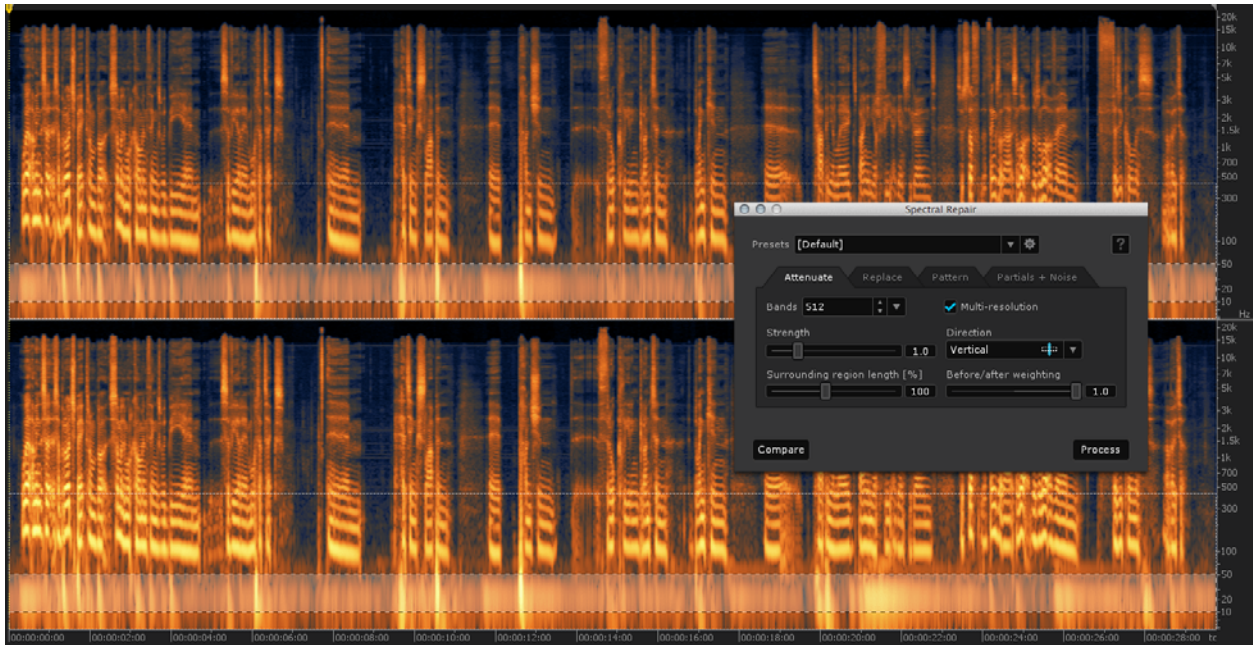 20k
15k
10k
7k
5k
3k
2k
1.5k
1k
700
500
300
100
50
20
10
Hz
Spectral Repair
Presets [Default] ?
Attenuate Replace Pattern Partials + Noise
Bands 512 Multi-resolution
Strength Direction
1.0 Vertical
Surrounding region length [%] Before/after weighting
100 1.0
Compare Process
20k
15k
10k
7k
5k
3k
2k
1.5k
1k
700
500
300
100
50
20
10
00:00:00:00 00:00:02:00 00:00:04:00 00:00:06:00 00:00:08:00 00:00:10:00 00:00:12:00 00:00:14:00 00:00:16:00 00:00:18:00 00:00:20:00 00:00:22:00 00:00:24:00 00:00:26:00 00:00:28:00 tc